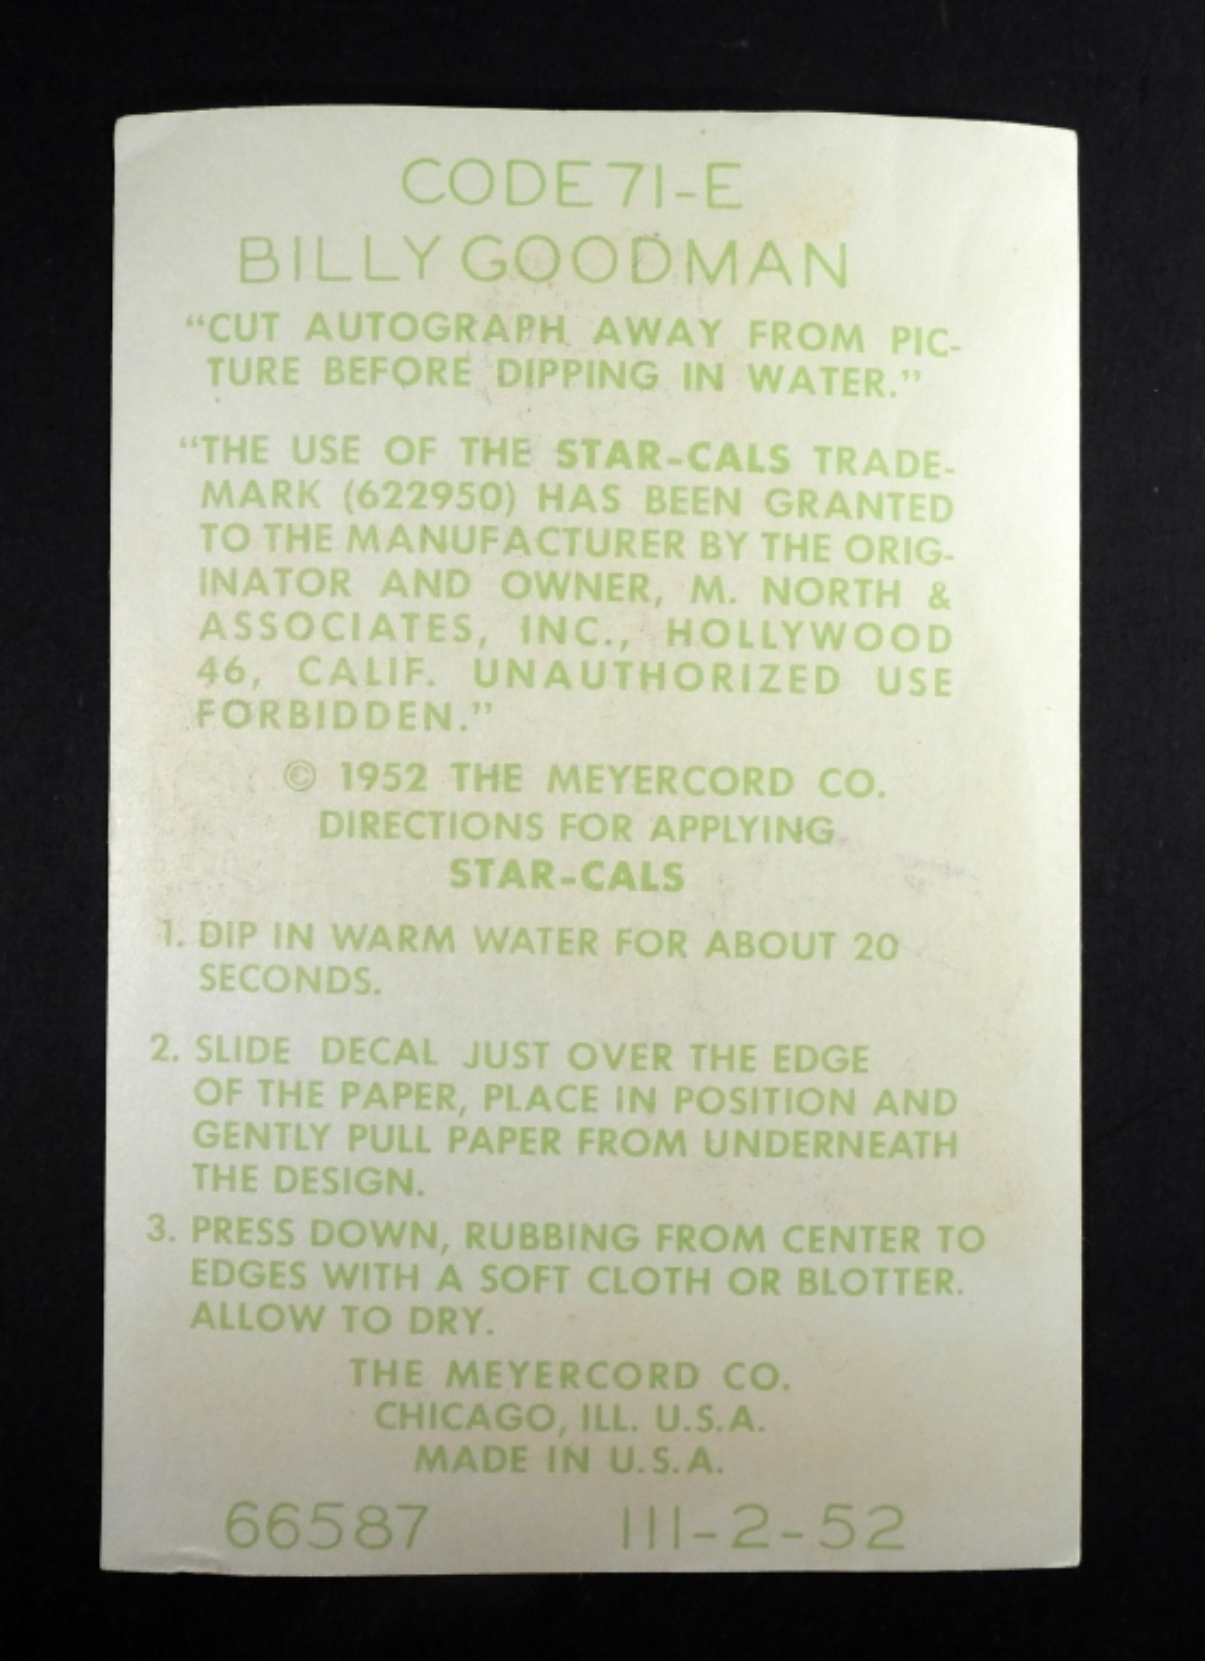 CODE 71-E
BILLY GOODMAN
“CUT AUTOGRAPH AWAY FROM PIC-
TURE BEFORE DIPPING IN WATER.”
“THE USE OF THE STAR-CALS TRADE-
MARK (622950) HAS BEEN GRANTED
TO THE MANUFACTURER BY THE ORIG-
INATOR AND OWNER, M. NORTH &
ASSOCIATES, INC., HOLLYWOOD
46, CALIF. UNAUTHORIZED USE
FORBIDDEN.”
© 1952 THE MEYERCORD CO.
DIRECTIONS FOR APPLYING
STAR-CALS
1. DIP IN WARM WATER FOR ABOUT 20
SECONDS.
2. SLIDE DECAL JUST OVER THE EDGE
OF THE PAPER, PLACE IN POSITION AND
GENTLY PULL PAPER FROM UNDERNEATH
THE DESIGN.
3. PRESS DOWN, RUBBING FROM CENTER TO
EDGES WITH A SOFT CLOTH OR BLOTTER.
ALLOW TO DRY.
THE MEYERCORD CO.
CHICAGO, ILL. U.S.A.
MADE IN U.S.A.
66587 III-2-52